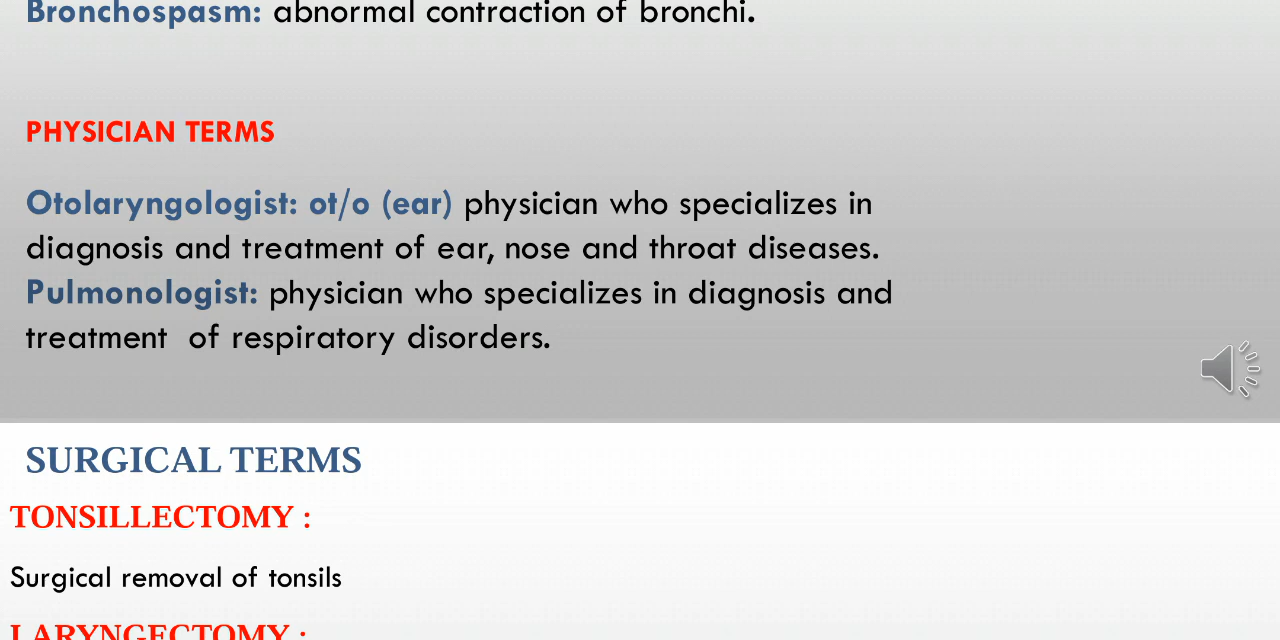 Bronchospasm: abnormal contraction of bronchi.
PHYSICIAN TERMS
Otolaryngologist: ot/o (ear) physician who specializes in
diagnosis and treatment of ear, nose and throat diseases.
Pulmonologist: physician who specializes in diagnosis and
treatment  of respiratory disorders.
SURGICAL TERMS
TONSILLECTOMY :
Surgical removal of tonsils
LARYNGECTOMY :